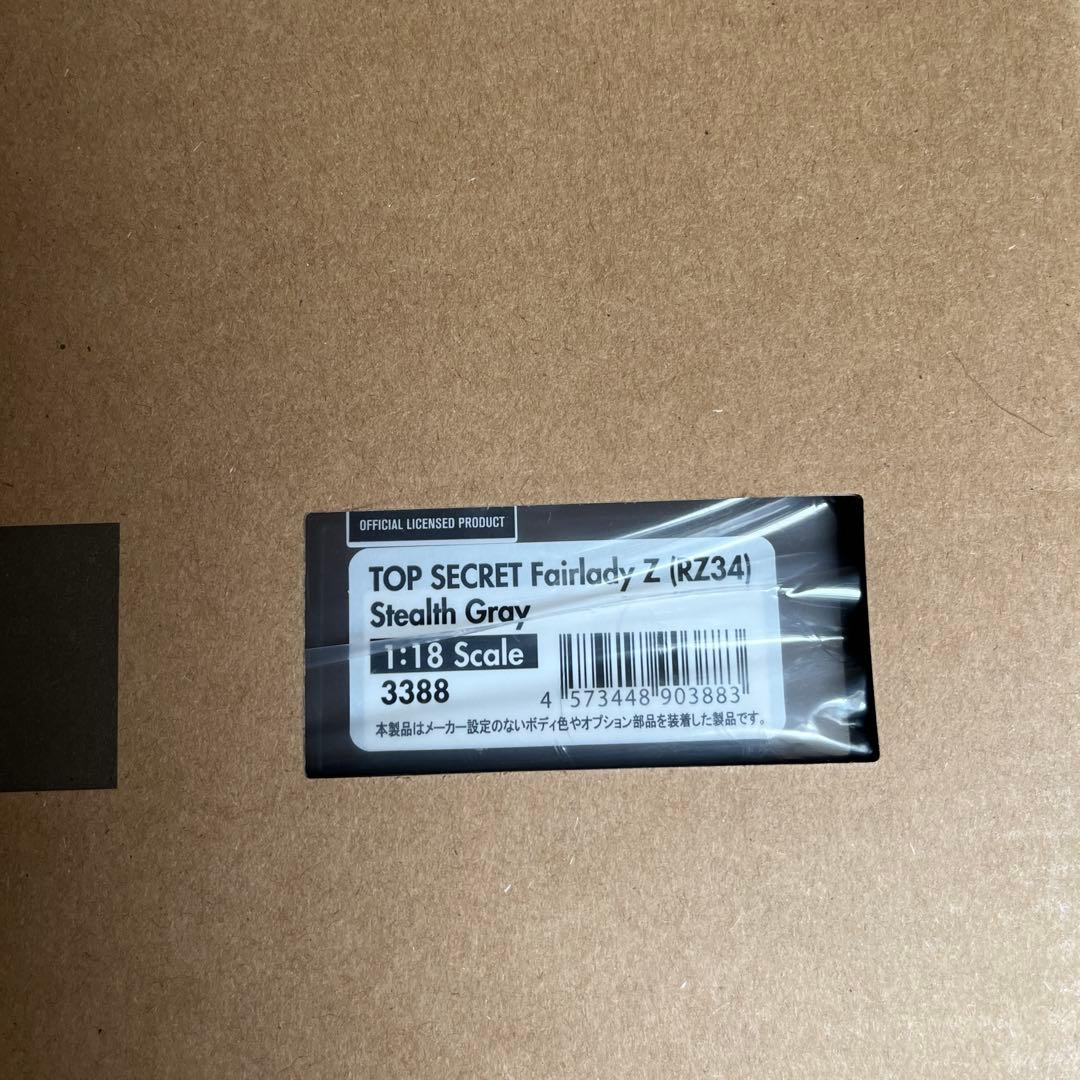 OFFICIAL LICENSED PRODUCT
TOP SECRET Fairlady Z (RZ34)
Stealth Gray
1:18 Scale
3388
4 573448 903883
本製品はメーカー設定のないボディ色やオプション部品を装着した製品です。